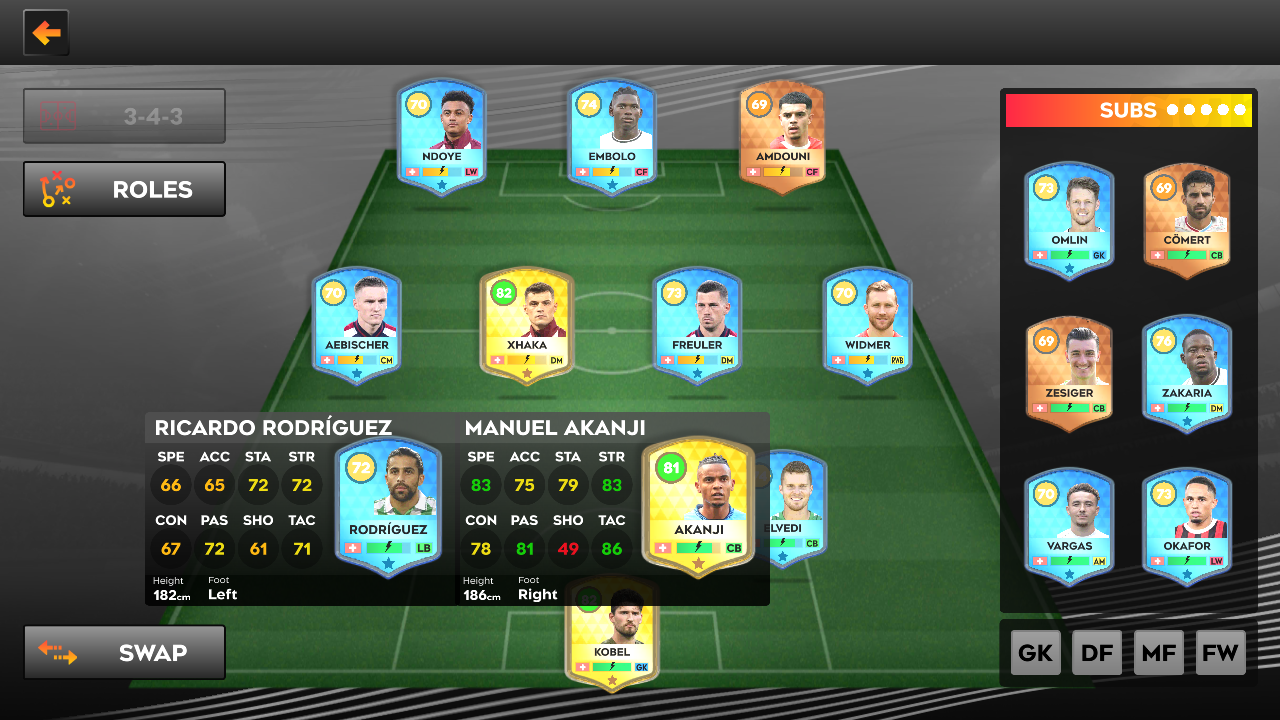 3-4-3
ROLES
70
NDOYE
LW
74
EMBOLO
CF
69
AMDOUNI
CF
70
AEBISCHER
CM
82
XHAKA
DM
73
FREULER
DM
70
WIDMER
RWB
RICARDO RODRÍGUEZ
SPE ACC STA STR
66 65 72 72
CON PAS SHO TAC
67 72 61 71
Height Foot
182cm Left
72
RODRÍGUEZ
LB
MANUEL AKANJI
SPE ACC STA STR
83 75 79 83
CON PAS SHO TAC
78 81 49 86
Height Foot
186cm Right
81
AKANJI
CB
ELVEDI
CB
82
KOBEL
GK
SWAP
SUBS
73
OMLIN
GK
69
CÖMERT
CB
69
ZESIGER
CB
76
ZAKARIA
DM
70
VARGAS
AM
73
OKAFOR
LW
GK DF MF FW